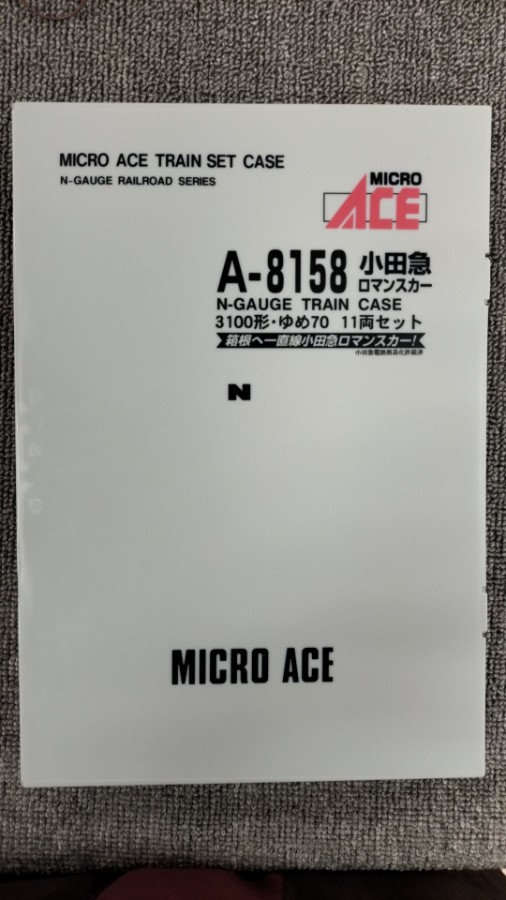 MICRO ACE TRAIN SET CASE
N-GAUGE RAILROAD SERIES
MICRO
ACE
A-8158 小田急
ロマンスカー
N-GAUGE TRAIN CASE
3100形・ゆめ70 11両セット
箱根へ一直線小田急ロマンスカー!
小田急電鉄商品化許諾済
N
MICRO ACE